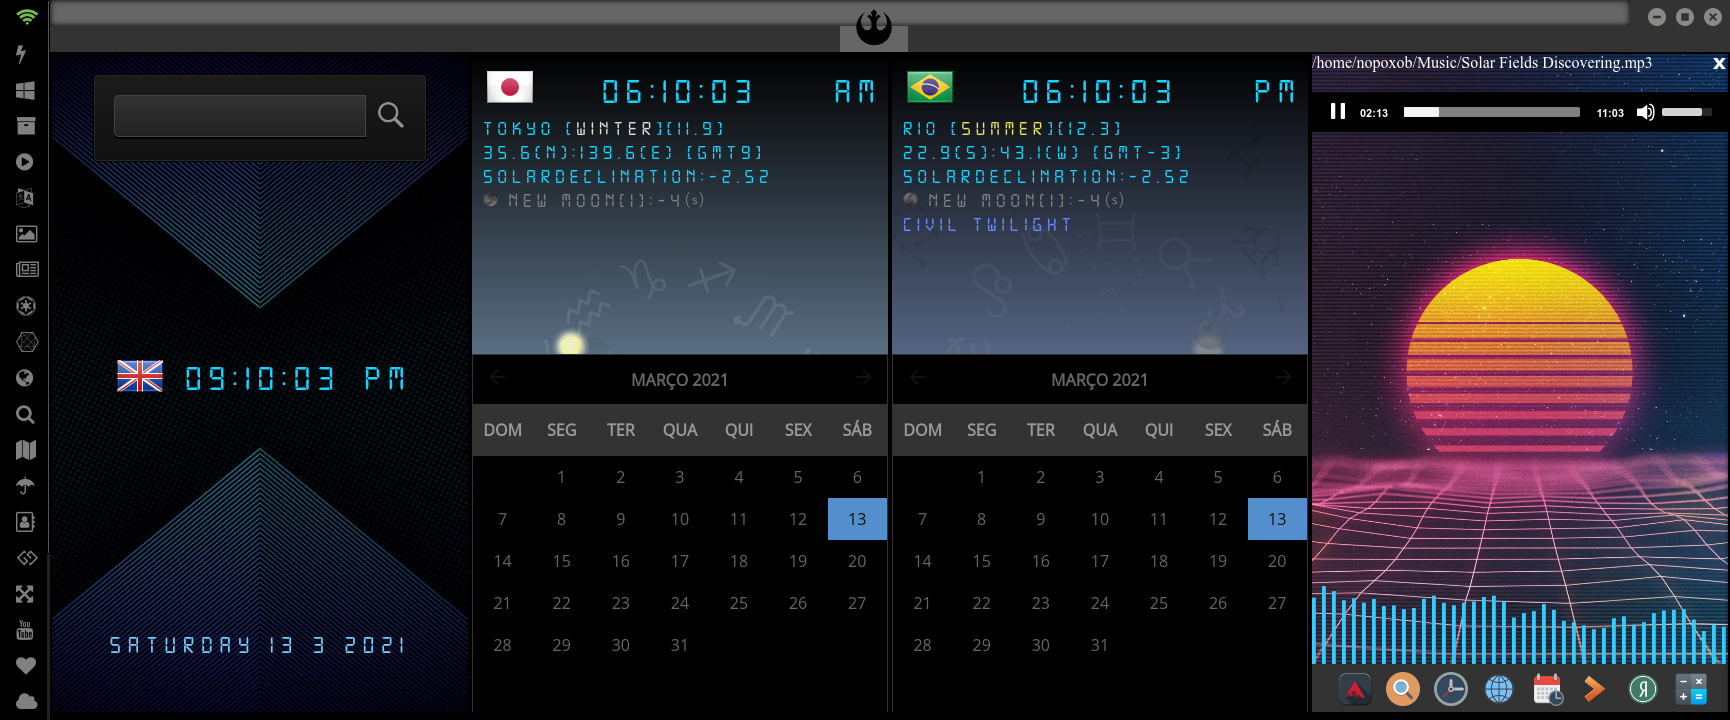 /home/nopoxob/Music/Solar Fields Discovering.mp3
x
02:13
11:03
06:10:03 AM
TOKYO [WINTER][11.9]
35.6(N):139.6(E) [GMT9]
SOLARDECLINATION:-2.52
NEW MOON[1]:-4(s)
06:10:03 PM
RIO [SUMMER][12.3]
22.9(S):43.1(W) [GMT-3]
SOLARDECLINATION:-2.52
NEW MOON[1]:-4(s)
CIVIL TWILIGHT
09:10:03 PM
SATURDAY 13 3 2021
MARÇO 2021
DOM SEG TER QUA QUI SEX SÁB
1 2 3 4 5 6
7 8 9 10 11 12 13
14 15 16 17 18 19 20
21 22 23 24 25 26 27
28 29 30 31
MARÇO 2021
DOM SEG TER QUA QUI SEX SÁB
1 2 3 4 5 6
7 8 9 10 11 12 13
14 15 16 17 18 19 20
21 22 23 24 25 26 27
28 29 30 31
You
Tube
Я